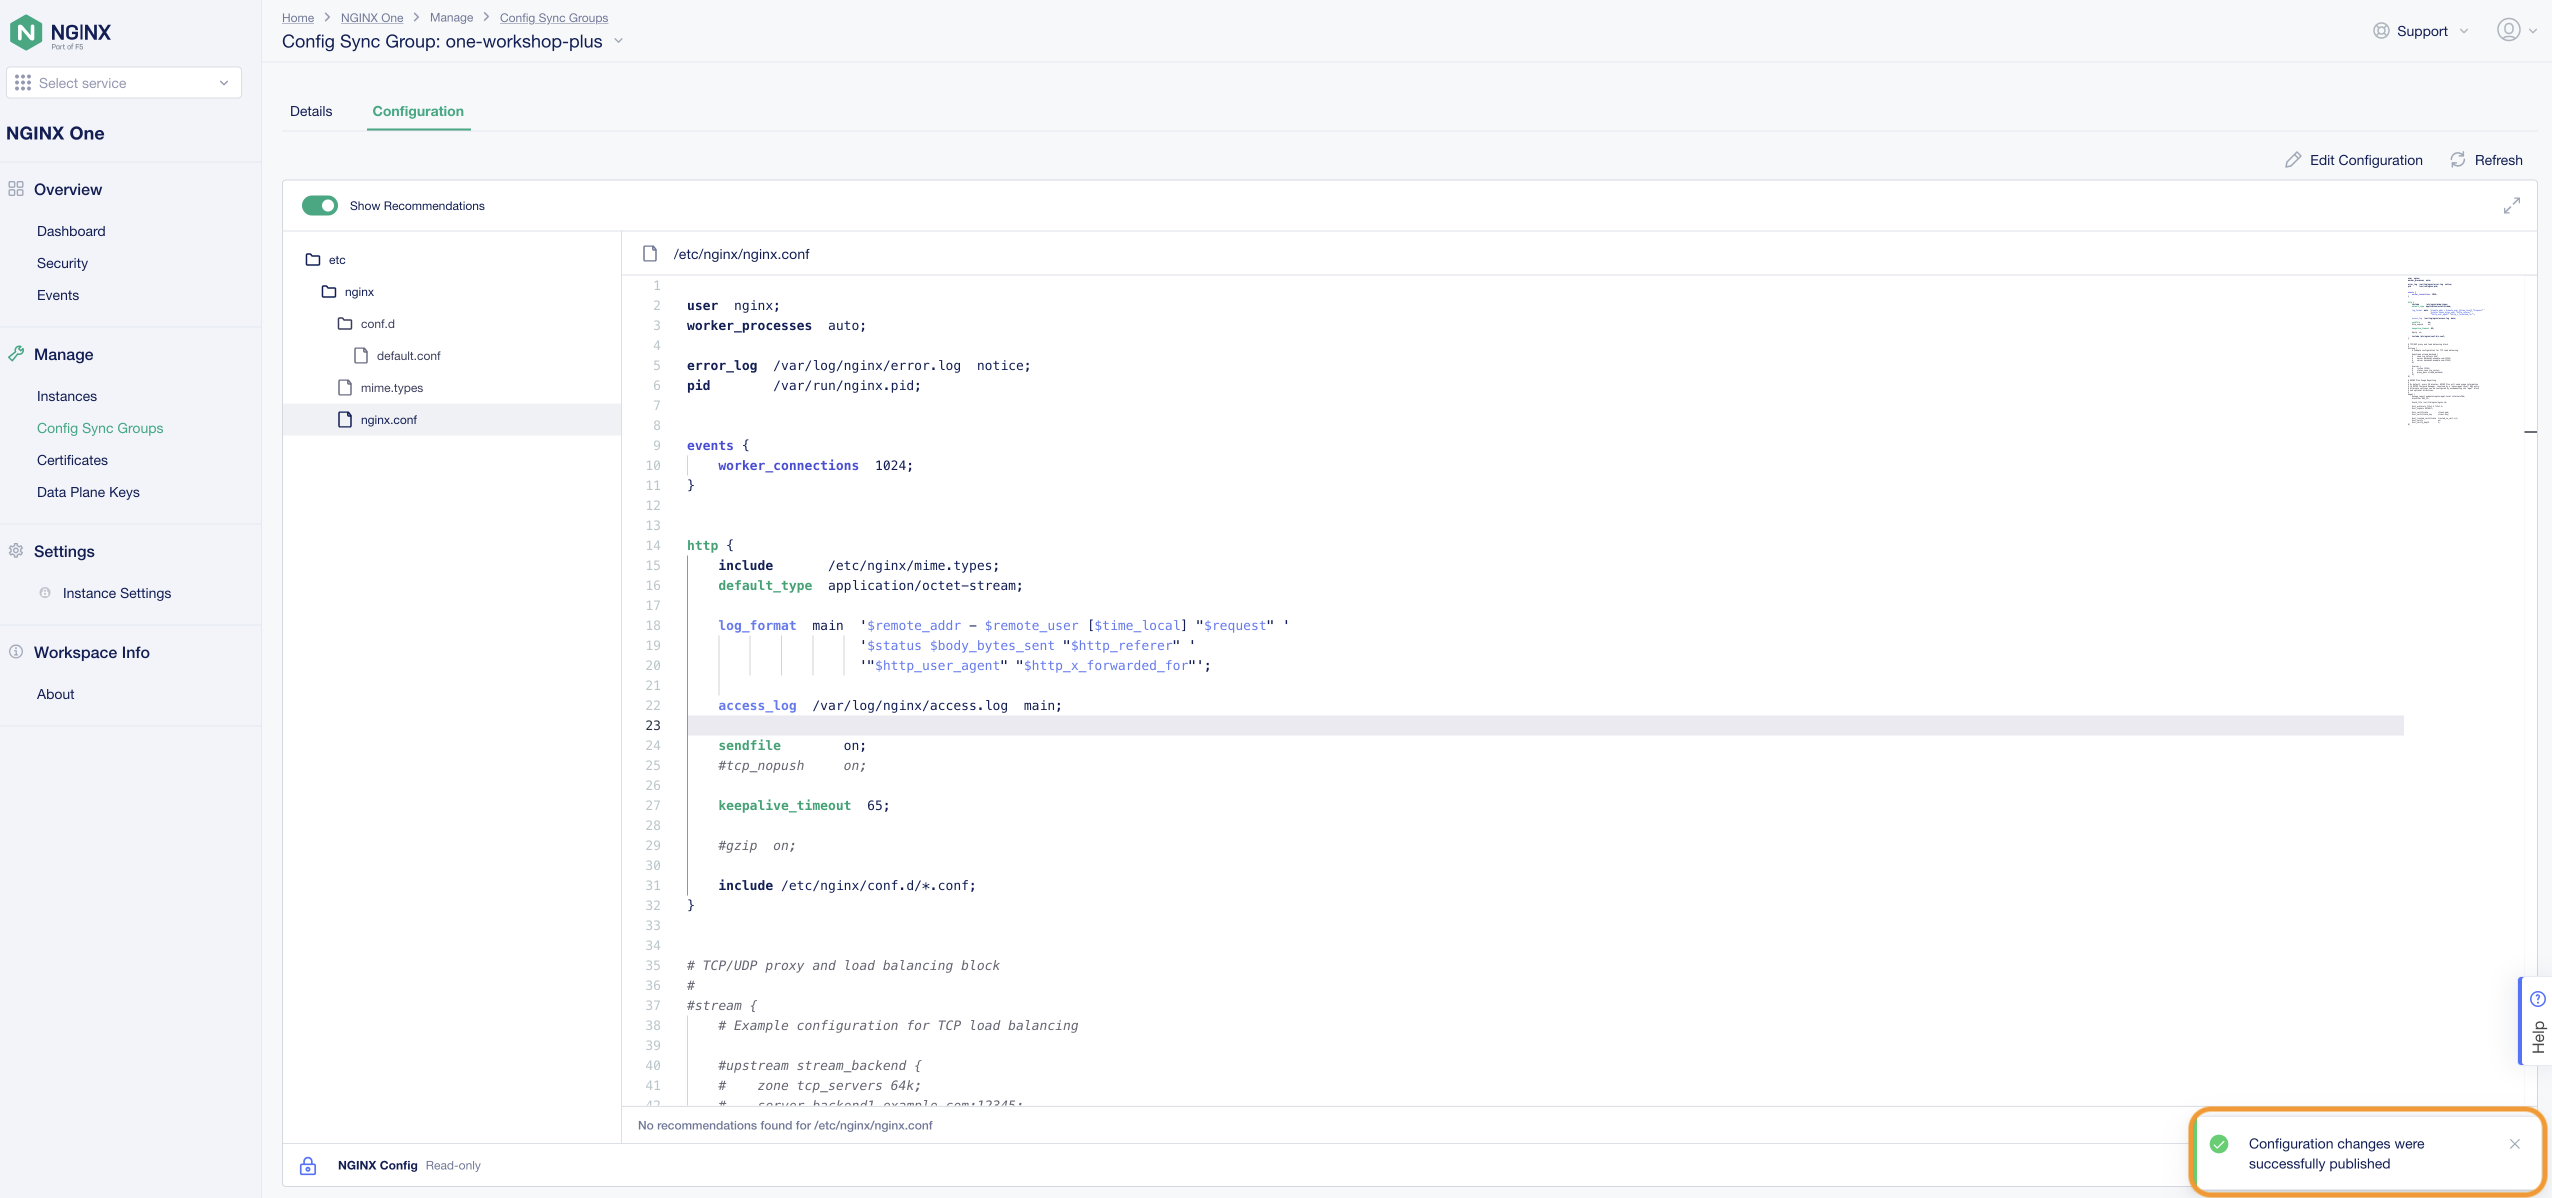 NGINX
Part of F5
Select service
NGINX One
Overview
Dashboard
Security
Events
Manage
Instances
Config Sync Groups
Certificates
Data Plane Keys
Settings
Instance Settings
Workspace Info
About
Home > NGINX One > Manage > Config Sync Groups
Config Sync Group: one-workshop-plus
Support
Details
Configuration
Edit Configuration
Refresh
Show Recommendations
etc
nginx
conf.d
default.conf
mime.types
nginx.conf
/etc/nginx/nginx.conf
1
2 user  nginx;
3 worker_processes  auto;
4
5 error_log  /var/log/nginx/error.log  notice;
6 pid        /var/run/nginx.pid;
7
8
9 events {
10     worker_connections  1024;
11 }
12
13
14 http {
15     include       /etc/nginx/mime.types;
16     default_type  application/octet-stream;
17
18     log_format  main  '$remote_addr - $remote_user [$time_local] "$request" '
19                       '$status $body_bytes_sent "$http_referer" '
20                       '"$http_user_agent" "$http_x_forwarded_for"';
21
22     access_log  /var/log/nginx/access.log  main;
23
24     sendfile        on;
25     #tcp_nopush     on;
26
27     keepalive_timeout  65;
28
29     #gzip  on;
30
31     include /etc/nginx/conf.d/*.conf;
32 }
33
34
35 # TCP/UDP proxy and load balancing block
36 #
37 #stream {
38     # Example configuration for TCP load balancing
39
40     #upstream stream_backend {
41     #    zone tcp_servers 64k;
42     #    server backend1.example.com:12345;
No recommendations found for /etc/nginx/nginx.conf
NGINX Config Read-only
Help
Configuration changes were
successfully published